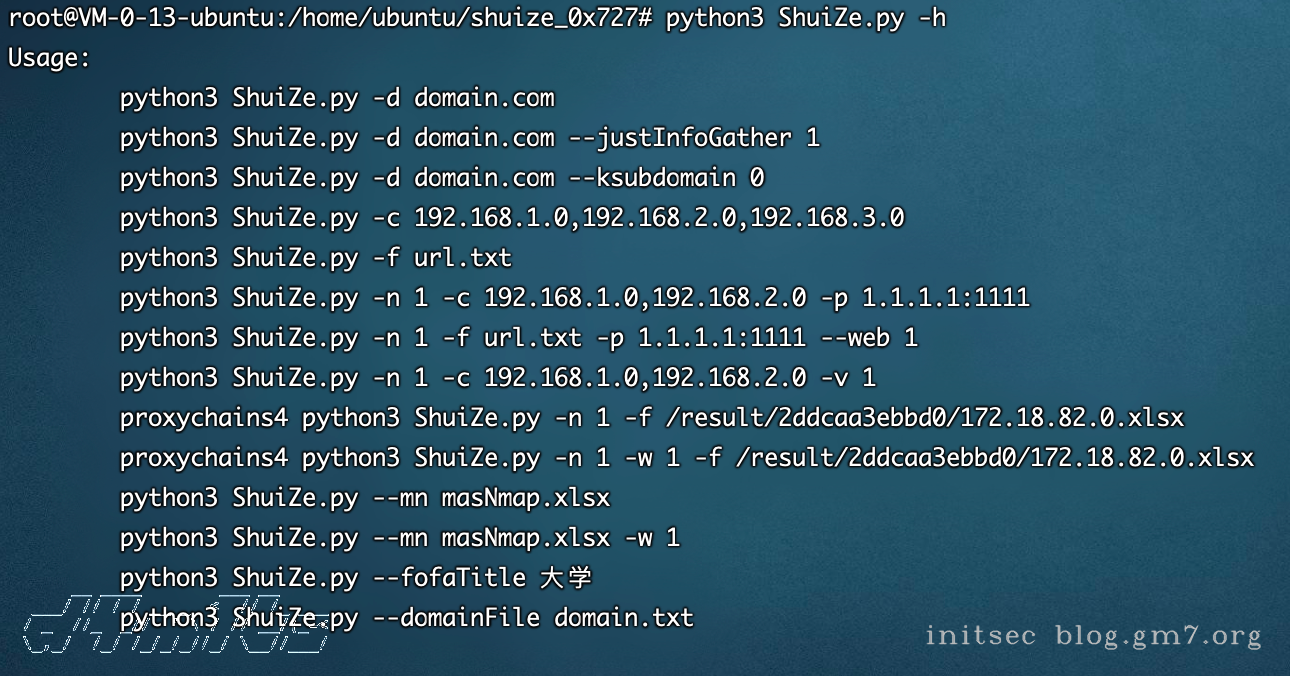 root@VM-0-13-ubuntu:/home/ubuntu/shuize_0x727# python3 ShuiZe.py -h
Usage:
python3 ShuiZe.py -d domain.com
python3 ShuiZe.py -d domain.com --justInfoGather 1
python3 ShuiZe.py -d domain.com --ksubdomain 0
python3 ShuiZe.py -c 192.168.1.0,192.168.2.0,192.168.3.0
python3 ShuiZe.py -f url.txt
python3 ShuiZe.py -n 1 -c 192.168.1.0,192.168.2.0 -p 1.1.1.1:1111
python3 ShuiZe.py -n 1 -f url.txt -p 1.1.1.1:1111 --web 1
python3 ShuiZe.py -n 1 -c 192.168.1.0,192.168.2.0 -v 1
proxychains4 python3 ShuiZe.py -n 1 -f /result/2ddcaa3ebbd0/172.18.82.0.xlsx
proxychains4 python3 ShuiZe.py -n 1 -w 1 -f /result/2ddcaa3ebbd0/172.18.82.0.xlsx
python3 ShuiZe.py --mn masNmap.xlsx
python3 ShuiZe.py --mn masNmap.xlsx -w 1
python3 ShuiZe.py --fofaTitle 大学
python3 ShuiZe.py --domainFile domain.txt
initsec blog.gm7.org